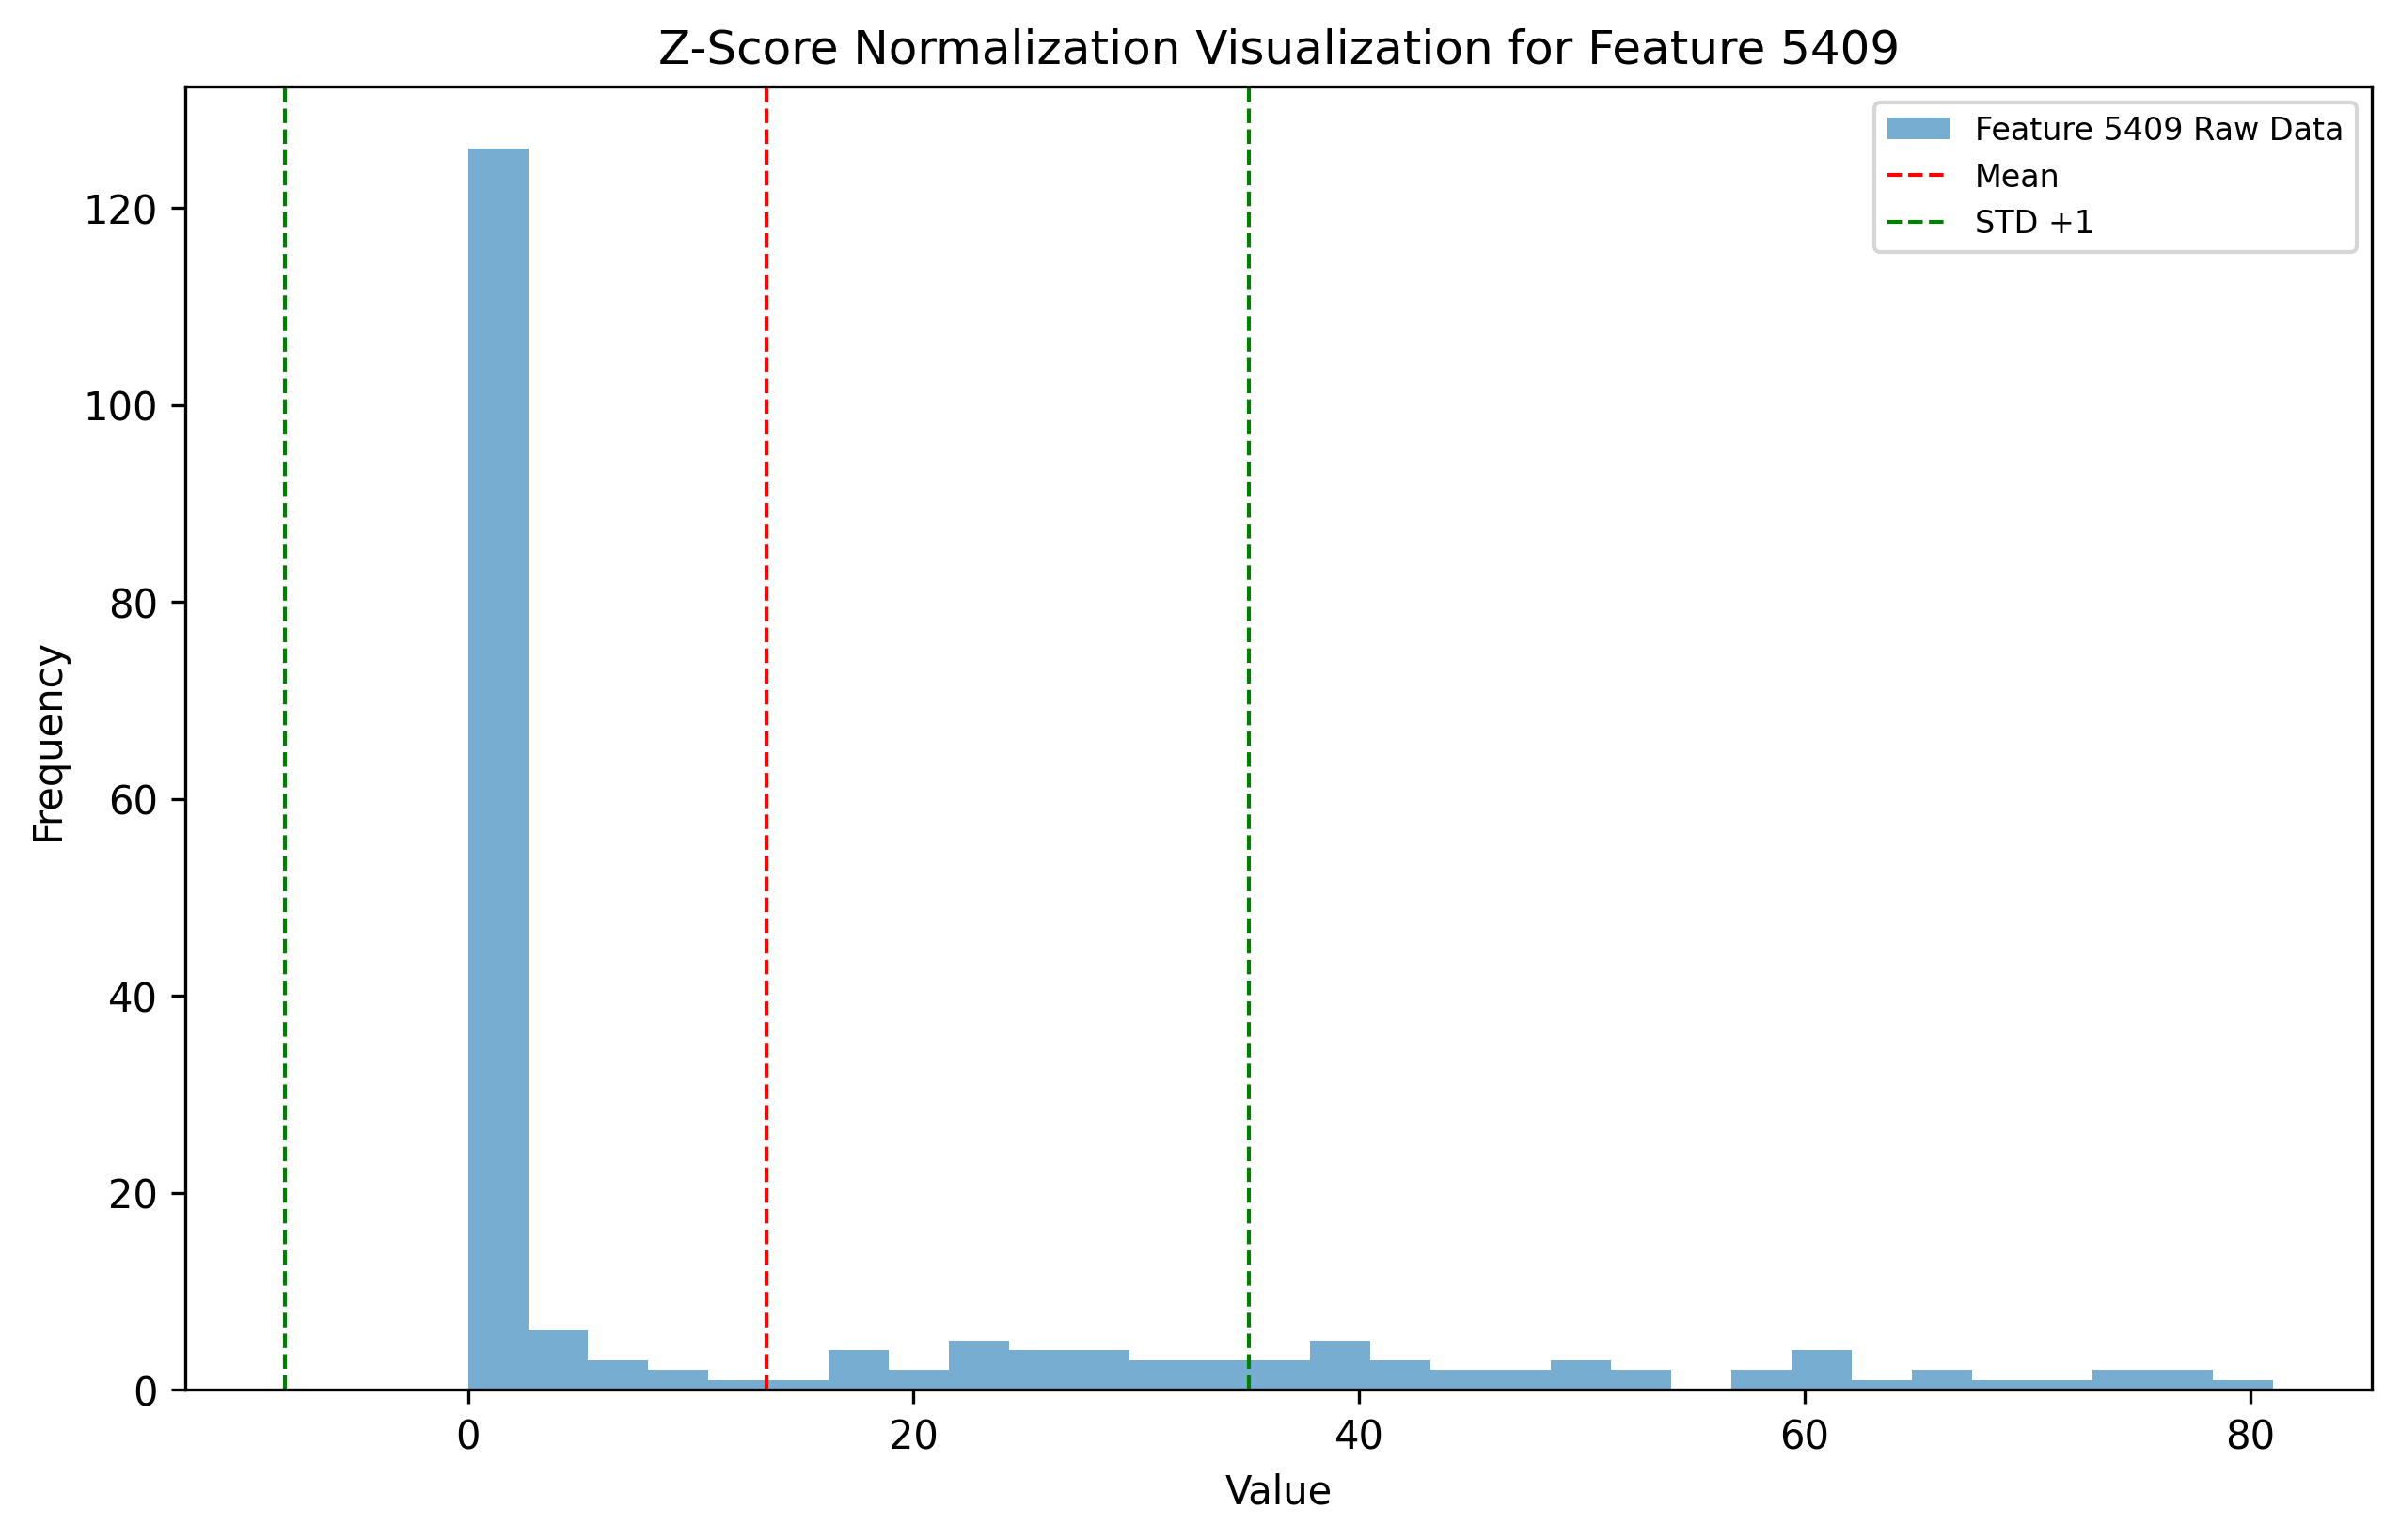 Z-Score Normalization Visualization for Feature 5409
Feature 5409 Raw Data
Mean
STD +1
Frequency
120
100
80
60
40
20
0
0 20 40 60 80
Value